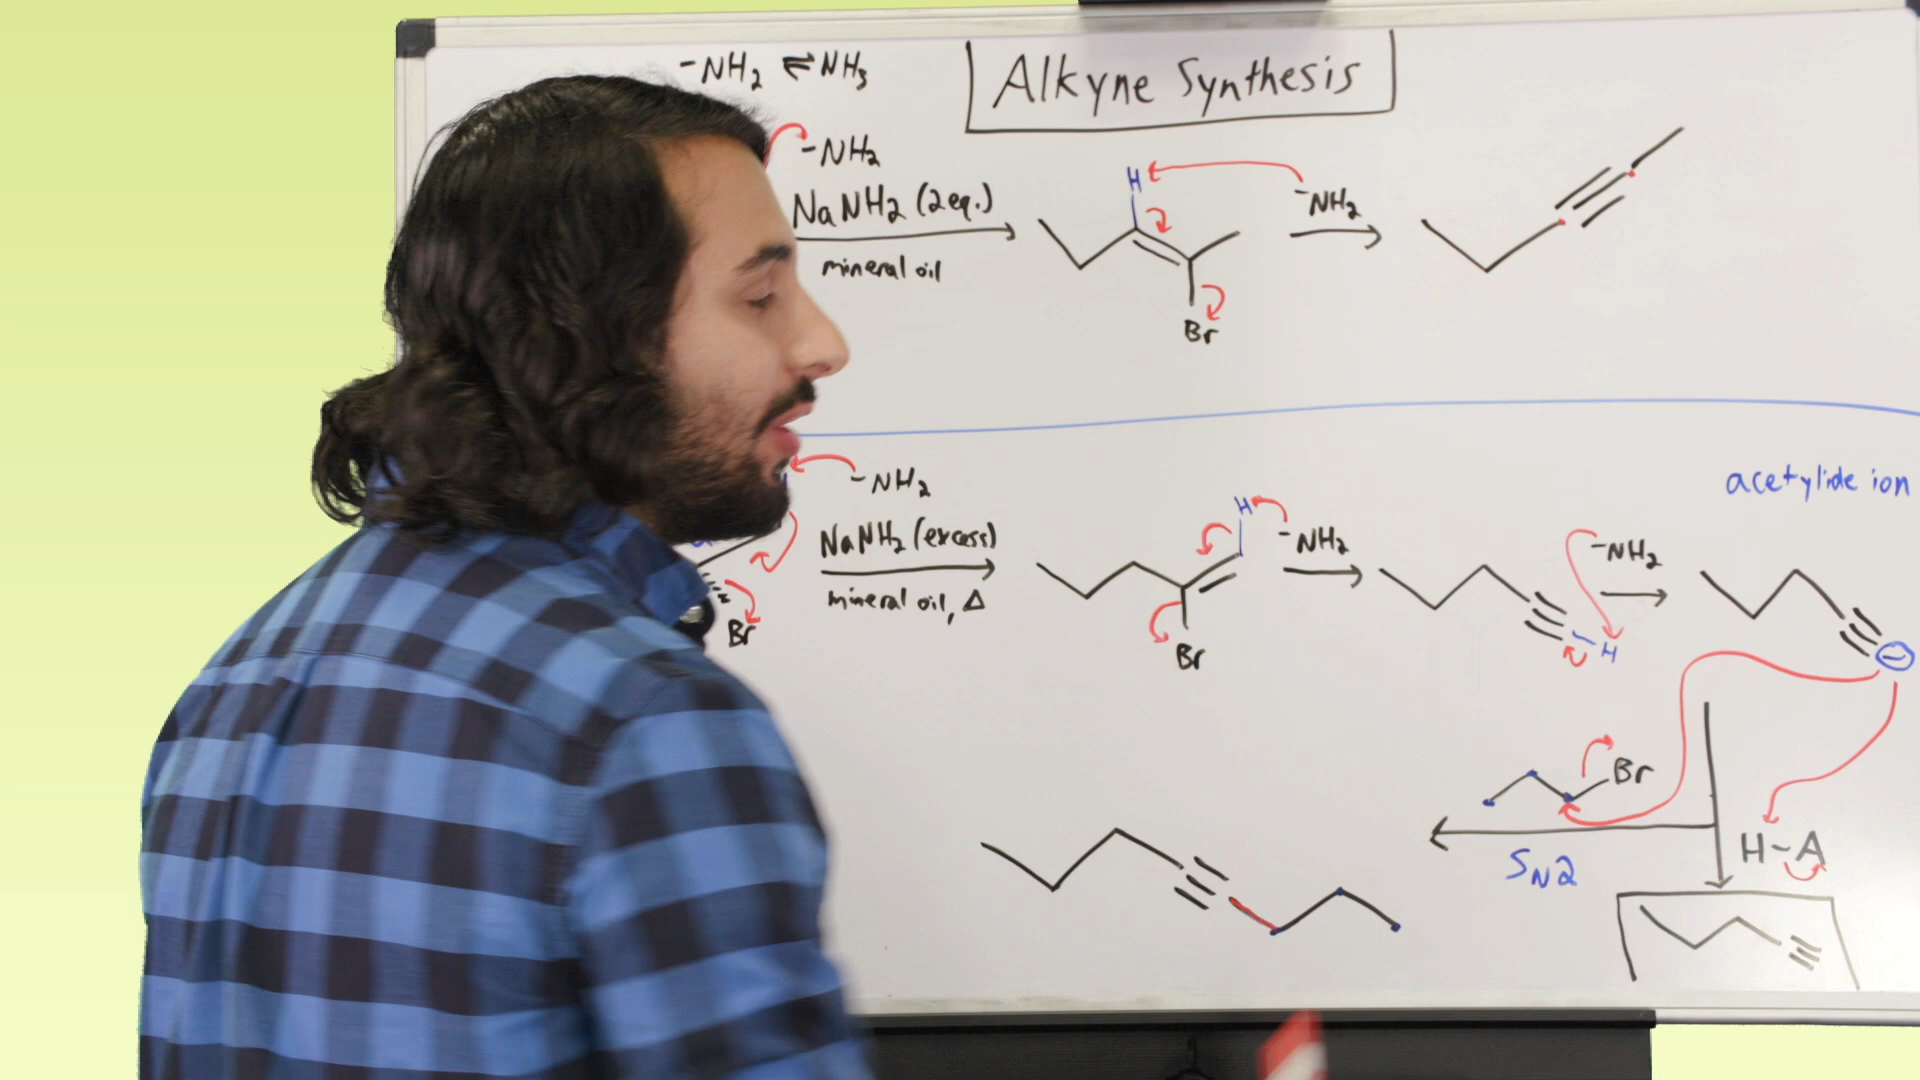 -NH2 ⇌ NH3
Alkyne Synthesis
-NH2
NaNH2 (2eq.)
mineral oil
H
-NH2
Br
acetylide ion
-NH2
NaNH2 (excess)
mineral oil, Δ
Br
H
-NH2
Br
-NH2
H
-
Br
SN2
H-A